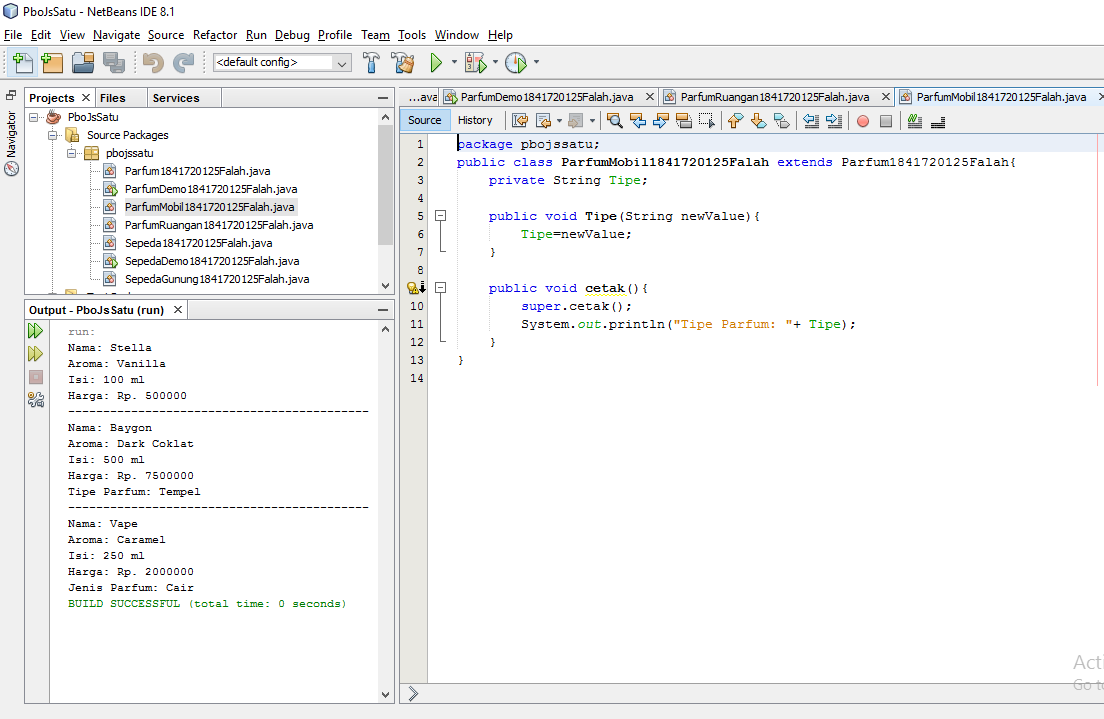 PboJsSatu - NetBeans IDE 8.1
File Edit View Navigate Source Refactor Run Debug Profile Team Tools Window Help
<default config>
Projects Files Services
Navigator
PboJsSatu
Source Packages
pbojssatu
Parfum1841720125Falah.java
ParfumDemo1841720125Falah.java
ParfumMobil1841720125Falah.java
ParfumRuangan1841720125Falah.java
Sepeda1841720125Falah.java
SepedaDemo1841720125Falah.java
SepedaGunung1841720125Falah.java
Output - PboJsSatu (run)
run:
Nama: Stella
Aroma: Vanilla
Isi: 100 ml
Harga: Rp. 500000
-------------------------------------------
Nama: Baygon
Aroma: Dark Coklat
Isi: 500 ml
Harga: Rp. 7500000
Tipe Parfum: Tempel
-------------------------------------------
Nama: Vape
Aroma: Caramel
Isi: 250 ml
Harga: Rp. 2000000
Jenis Parfum: Cair
BUILD SUCCESSFUL (total time: 0 seconds)
...ava ParfumDemo1841720125Falah.java ParfumRuangan1841720125Falah.java ParfumMobil1841720125Falah.java
Source History
1 package pbojssatu;
2 public class ParfumMobil1841720125Falah extends Parfum1841720125Falah{
3 private String Tipe;
4
5 public void Tipe(String newValue){
6 Tipe=newValue;
7 }
8
public void cetak(){
10 super.cetak();
11 System.out.println("Tipe Parfum: "+ Tipe);
12 }
13 }
14
Acti
Go to